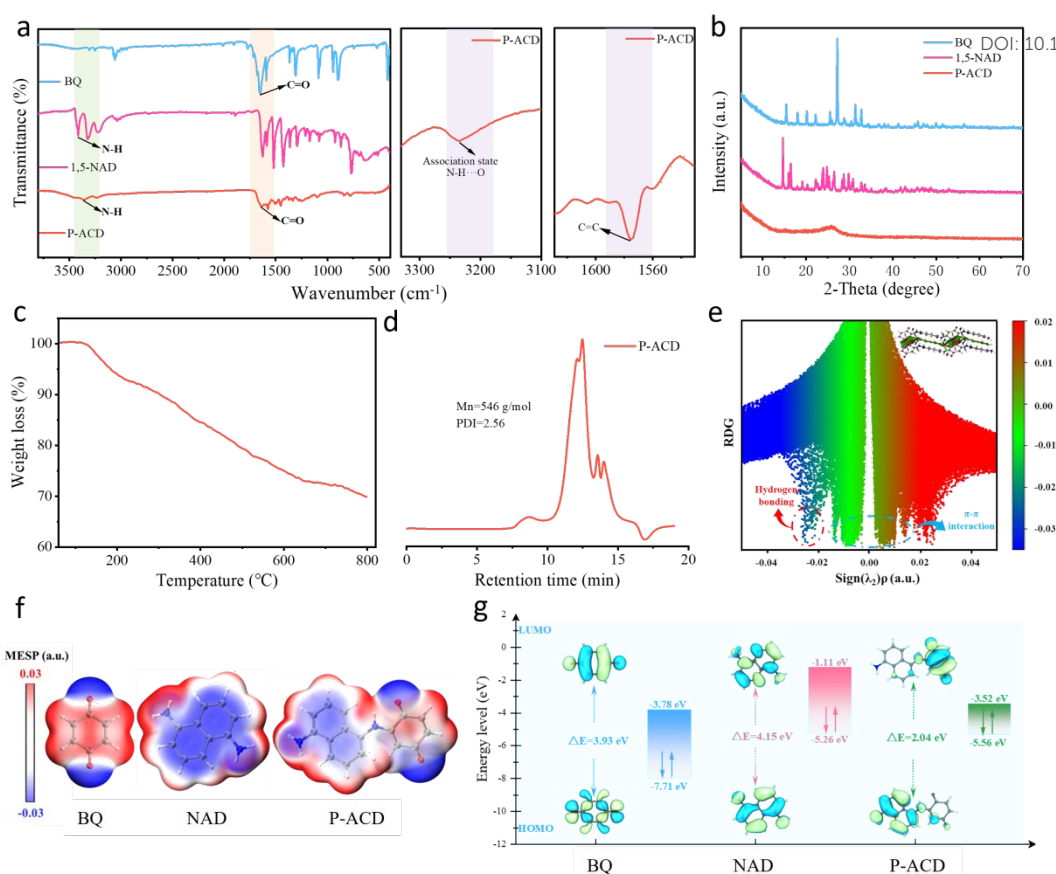 a
Transmittance (%)
BQ
C=O
N-H
1,5-NAD
N-H
C=O
P-ACD
3500 3000 2500 2000 1500 1000 500
P-ACD
Association state
N-H···O
3300 3200 3100
P-ACD
C=C
1600 1560
Wavenumber (cm-1)
b
BQ
1,5-NAD
P-ACD
DOI: 10.1
Intensity (a.u.)
10 20 30 40 50 60 70
2-Theta (degree)
c
Weight loss (%)
100
90
80
70
60
200 400 600 800
Temperature (°C)
d
P-ACD
Mn=546 g/mol
PDI=2.56
0 5 10 15 20
Retention time (min)
e
RDG
Hydrogen
bonding
π-π
interaction
-0.04 -0.02 0.00 0.02 0.04
Sign(λ2)ρ (a.u.)
0.02
0.01
0.00
-0.01
-0.02
-0.03
f
MESP (a.u.)
0.03
-0.03
BQ NAD P-ACD
g
Energy level (eV)
2
0
-2
-4
-6
-8
-10
-12
LUMO
HOMO
△E=3.93 eV
-3.78 eV
-7.71 eV
△E=4.15 eV
-1.11 eV
-5.26 eV
△E=2.04 eV
-3.52 eV
-5.56 eV
BQ NAD P-ACD